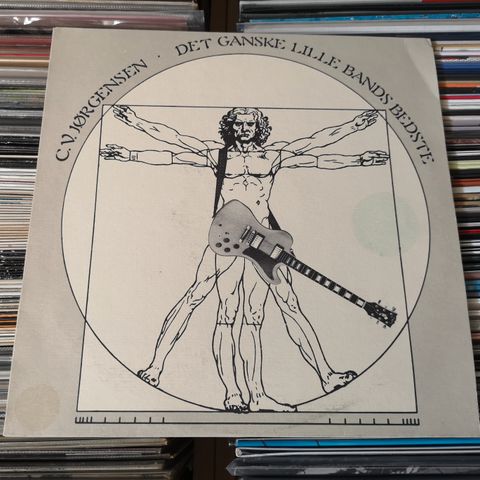 C.V. JØRGENSEN · DET GANSKE LILLE BANDS BEDSTE